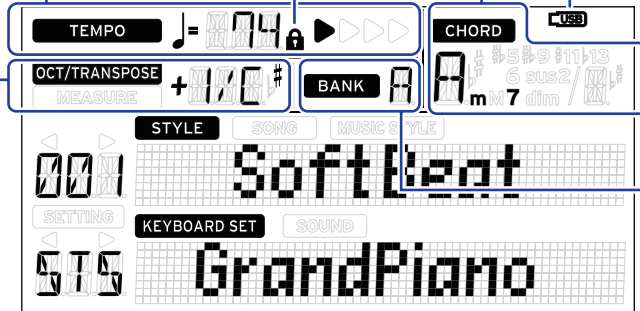 TEMPO ♩= 74 CHORD USB
OCT/TRANSPOSE +1/C♯ BANK A Am7
♯♭5♯♭9 ♯11♭13
6 sus2/
M dim
MEASURE
STYLE SONG MUSIC STYLE
001 SoftBeat
SETTING KEYBOARD SET SOUND
STS GrandPiano